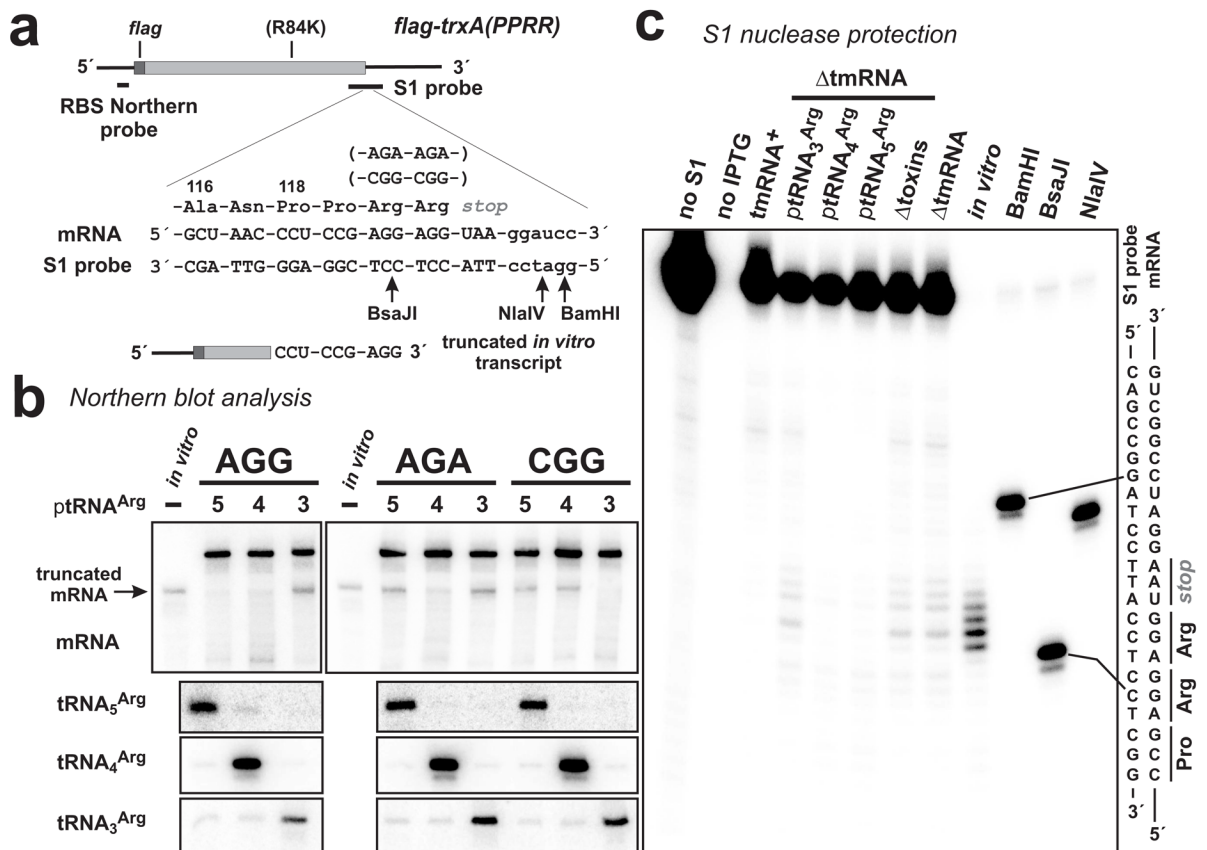 a
flag
(R84K)
flag-trxA(PPRR)
5´
3´
RBS Northern
probe
S1 probe
(-AGA-AGA-)
(-CGG-CGG-)
116
118
-Ala-Asn-Pro-Pro-Arg-Arg stop
mRNA 5´-GCU-AAC-CCU-CCG-AGG-AGG-UAA-ggaucc-3´
S1 probe 3´-CGA-TTG-GGA-GGC-TCC-TCC-ATT-cctagg-5´
BsaJI
NlaIV
BamHI
5´
CCU-CCG-AGG 3´
truncated in vitro
transcript
b
Northern blot analysis
in vitro
AGG
in vitro
AGA
CGG
ptRNAArg
–
5
4
3
–
5
4
3
5
4
3
truncated
mRNA
mRNA
tRNA5Arg
tRNA4Arg
tRNA3Arg
c
S1 nuclease protection
∆tmRNA
no S1
no IPTG
tmRNA+
ptRNA3Arg
ptRNA4Arg
ptRNA5Arg
∆toxins
∆tmRNA
in vitro
BamHI
BsaJI
NlaIV
S1 probe
mRNA
3´
5´
C G
A U
G C
C G
C G
G C
G C
A U
T A
C G
C G
T A
T A
A U
C G
C G
T A
C G
C G
T A
C G
G C
G C
3´
5´
stop
Arg
Arg
Pro